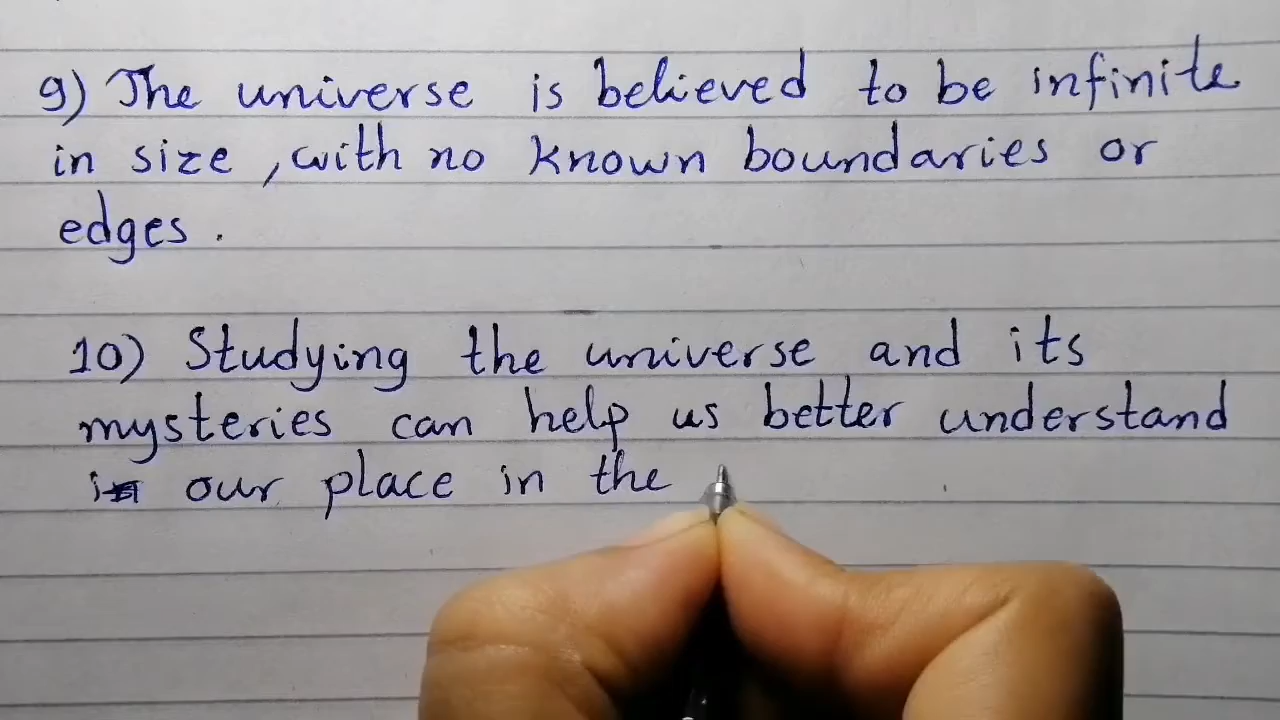 9) The universe is believed to be infinite
in size , with no known boundaries or
edges .
10) Studying the universe and its
mysteries can help us better understand
our place in the